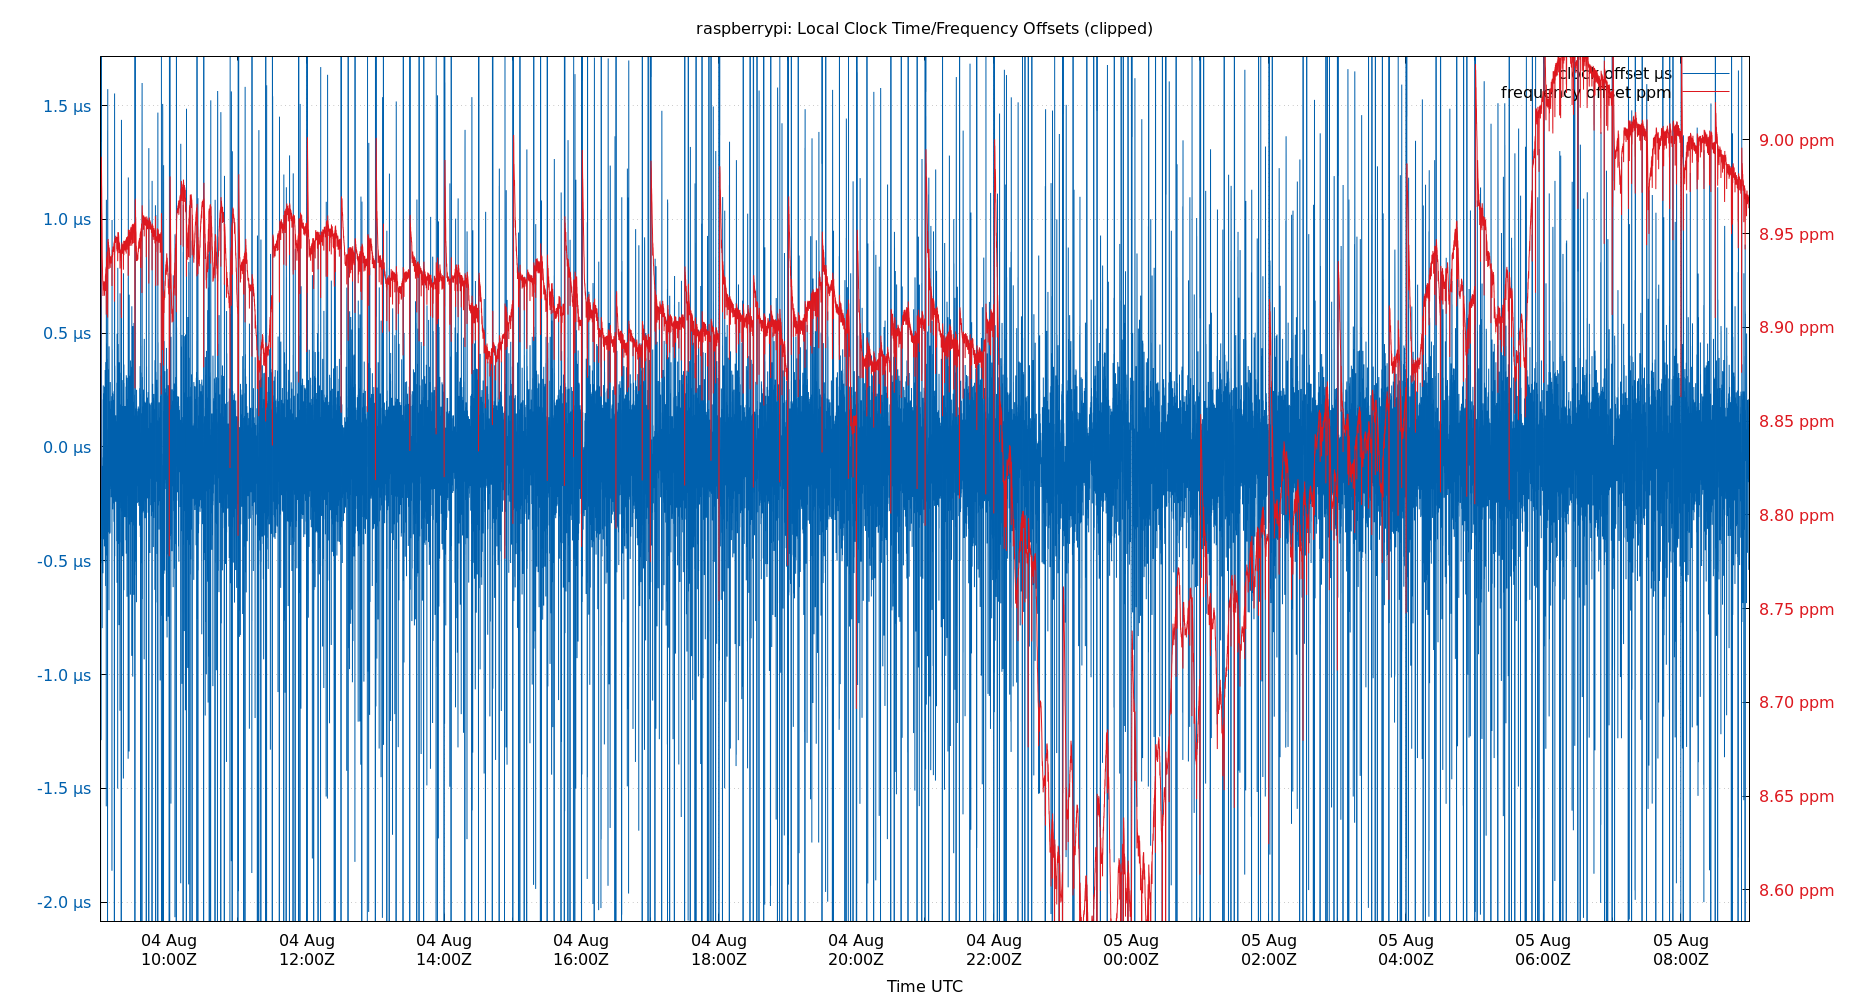 raspberrypi: Local Clock Time/Frequency Offsets (clipped)
clock offset µs
frequency offset ppm
1.5 µs
1.0 µs
0.5 µs
0.0 µs
-0.5 µs
-1.0 µs
-1.5 µs
-2.0 µs
9.00 ppm
8.95 ppm
8.90 ppm
8.85 ppm
8.80 ppm
8.75 ppm
8.70 ppm
8.65 ppm
8.60 ppm
04 Aug 04 Aug 04 Aug 04 Aug 04 Aug 04 Aug 04 Aug 05 Aug 05 Aug 05 Aug 05 Aug 05 Aug
10:00Z 12:00Z 14:00Z 16:00Z 18:00Z 20:00Z 22:00Z 00:00Z 02:00Z 04:00Z 06:00Z 08:00Z
Time UTC